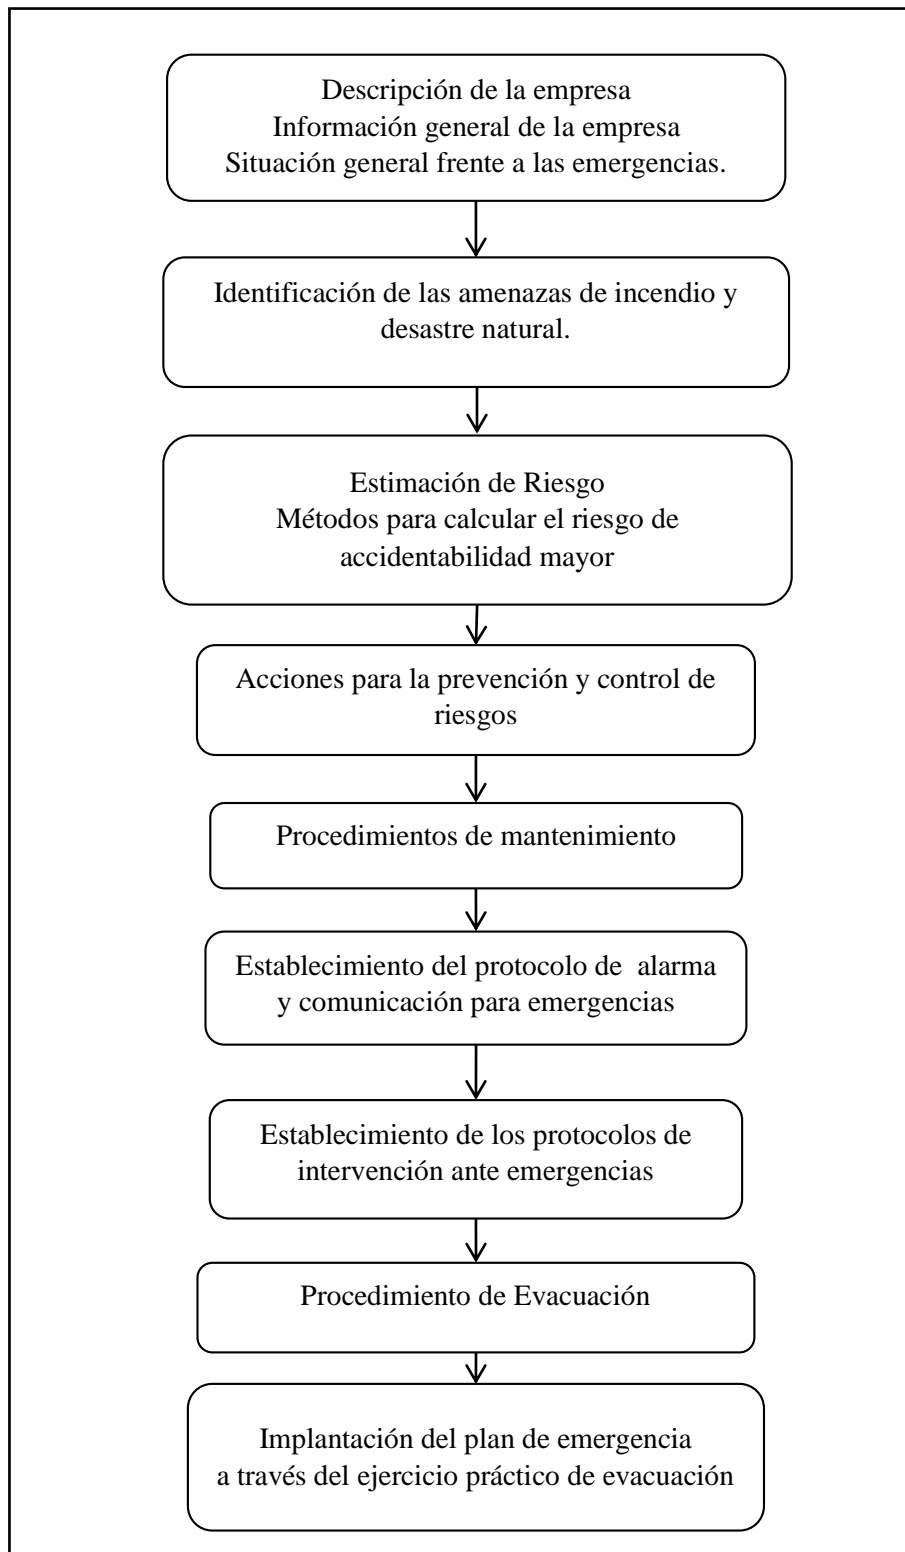 Descripción de la empresa
Información general de la empresa
Situación general frente a las emergencias.
Identificación de las amenazas de incendio y
desastre natural.
Estimación de Riesgo
Métodos para calcular el riesgo de
accidentabilidad mayor
Acciones para la prevención y control de
riesgos
Procedimientos de mantenimiento
Establecimiento del protocolo de  alarma
y comunicación para emergencias
Establecimiento de los protocolos de
intervención ante emergencias
Procedimiento de Evacuación
Implantación del plan de emergencia
a través del ejercicio práctico de evacuación